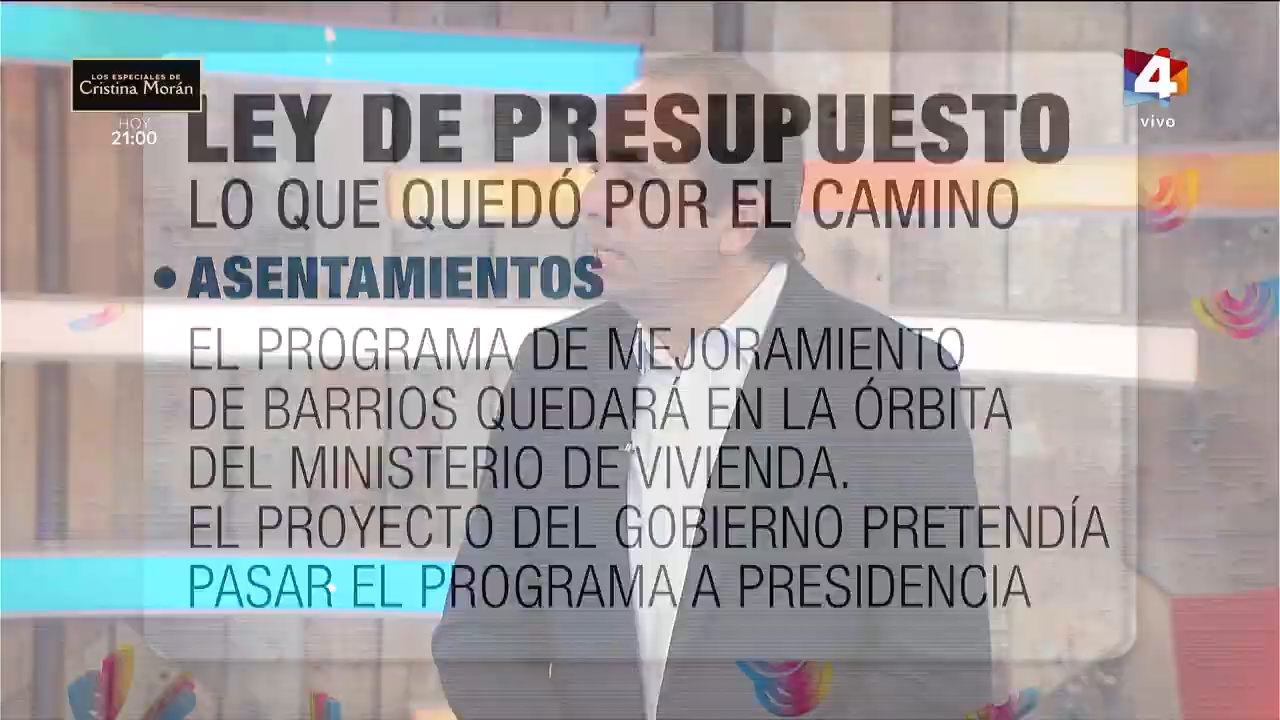 LOS ESPECIALES DE
Cristina Morán
HOY
21:00
4
vivo
LEY DE PRESUPUESTO
LO QUE QUEDÓ POR EL CAMINO
• ASENTAMIENTOS
EL PROGRAMA DE MEJORAMIENTO
DE BARRIOS QUEDARÁ EN LA ÓRBITA
DEL MINISTERIO DE VIVIENDA.
EL PROYECTO DEL GOBIERNO PRETENDÍA
PASAR EL PROGRAMA A PRESIDENCIA